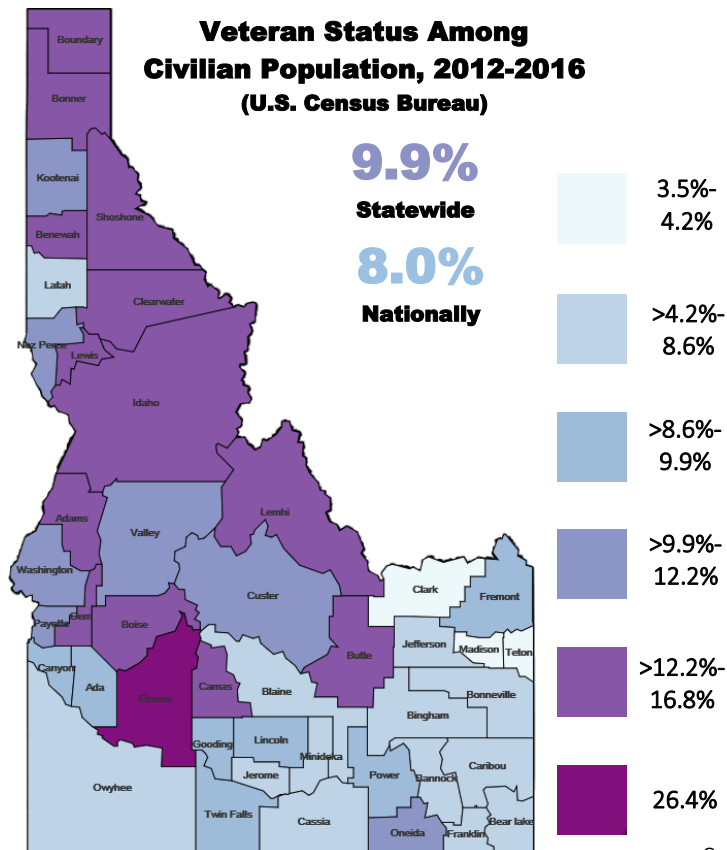 Veteran Status Among
Civilian Population, 2012-2016
(U.S. Census Bureau)
9.9%
Statewide
8.0%
Nationally
3.5%-
4.2%
>4.2%-
8.6%
>8.6%-
9.9%
>9.9%-
12.2%
>12.2%-
16.8%
26.4%
Boundary
Bonner
Kootenai
Shoshone
Benewah
Latah
Clearwater
Nez Perce
Lewis
Idaho
Lemhi
Adams
Valley
Washington
Custer
Clark
Fremont
Payette
Gem
Boise
Butte
Jefferson
Madison
Teton
Canyon
Ada
Elmore
Camas
Blaine
Bonneville
Bingham
Gooding
Lincoln
Minidoka
Jerome
Power
Bannock
Caribou
Owyhee
Twin Falls
Cassia
Oneida
Franklin
Bear lake